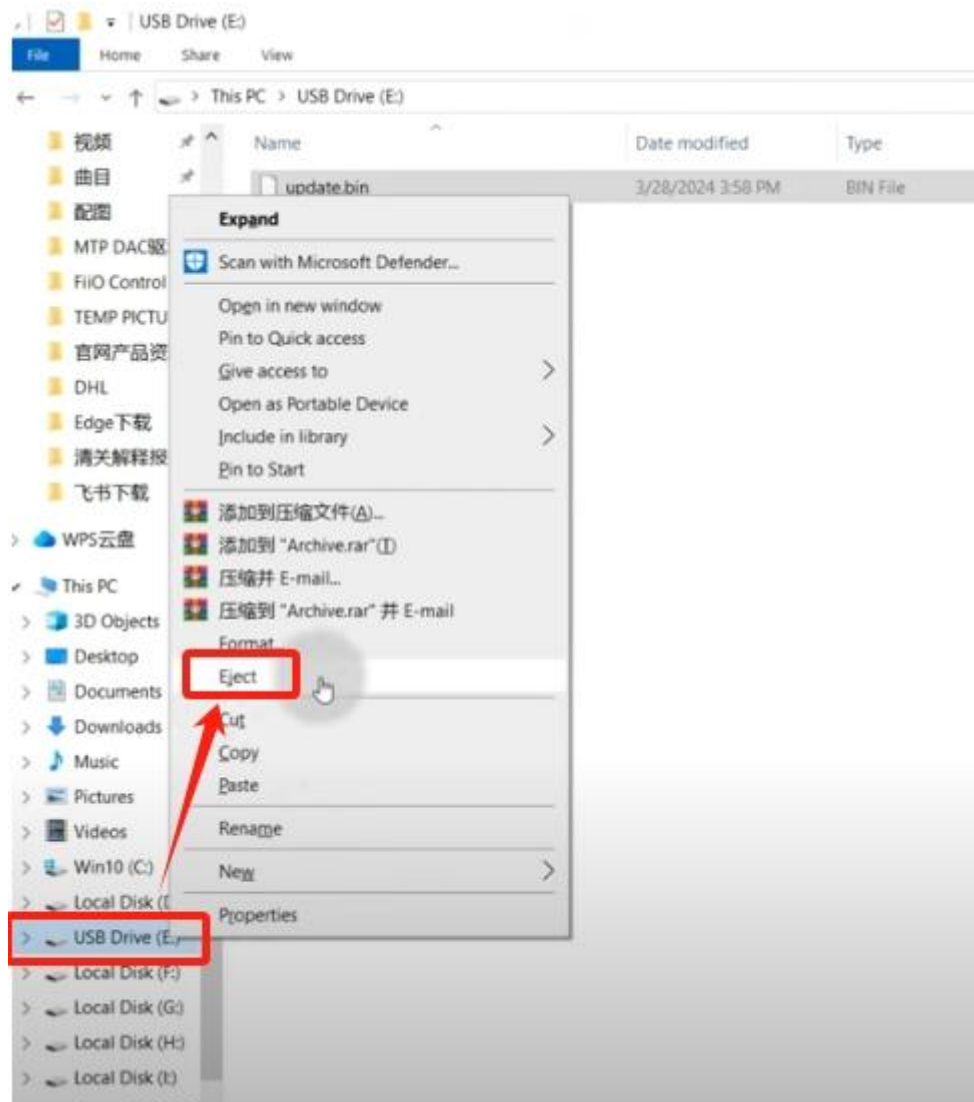 USB Drive (E:)
File Home Share View
This PC > USB Drive (E:)
Name Date modified Type
update.bin 3/28/2024 3:58 PM BIN File
视频
曲目
配图
MTP DAC驱
FiiO Control
TEMP PICTU
官网产品资
DHL
Edge下载
清关解释报
飞书下载
WPS云盘
This PC
3D Objects
Desktop
Documents
Downloads
Music
Pictures
Videos
Win10 (C:)
Local Disk (
USB Drive (E:)
Local Disk (F:)
Local Disk (G:)
Local Disk (H:)
Local Disk (I:)
Expand
Scan with Microsoft Defender...
Open in new window
Pin to Quick access
Give access to
Open as Portable Device
Include in library
Pin to Start
添加到压缩文件(A)...
添加到 "Archive.rar"(T)
压缩并 E-mail...
压缩到 "Archive.rar" 并 E-mail
Format...
Eject
Cut
Copy
Paste
Rename
New
Properties